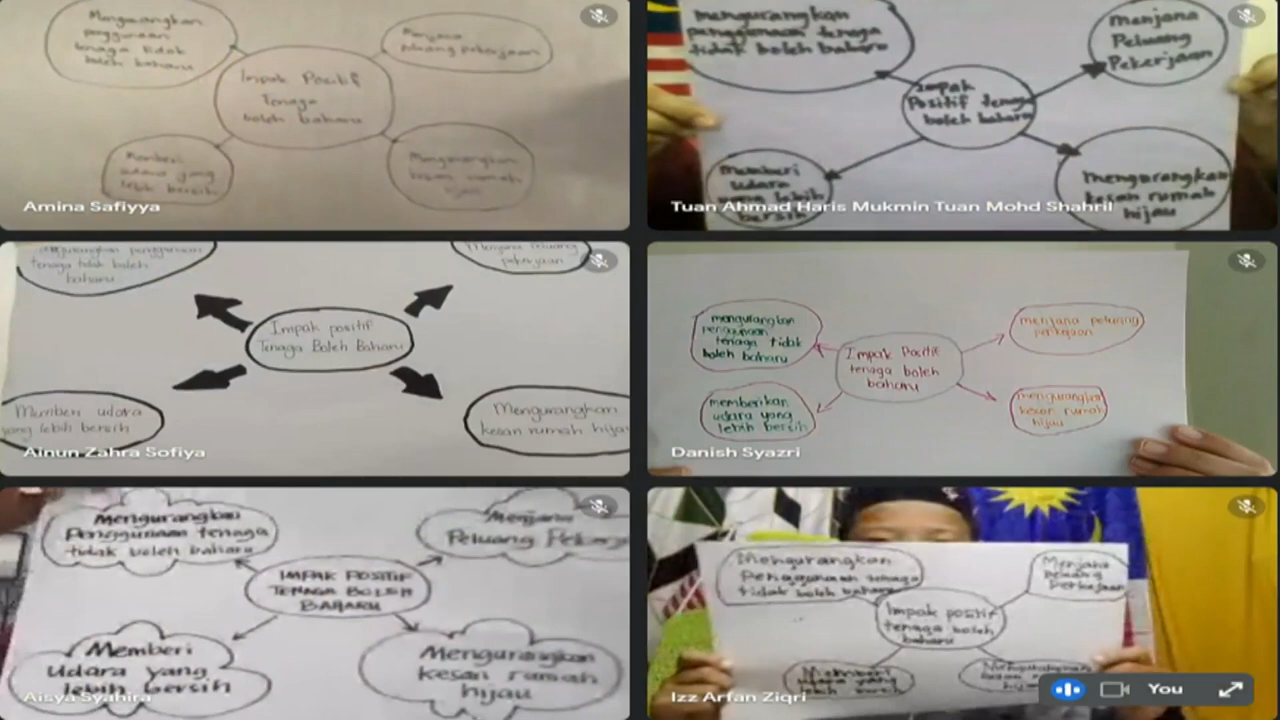 Mengurangkan
penggunaan
tenaga tidak
boleh baharu
Menjana
peluang pekerjaan
Impak Positif
Tenaga
boleh baharu
Memberi
udara yang
lebih bersih
Mengurangkan
kesan rumah
hijau
Amina Safiyya
mengurangkan
penggunaan tenaga
tidak boleh baharu
menjana
Peluang
Pekerjaan
Impak
Positif tenaga
boleh baharu
memberi
udara
yang lebih
bersih
mengurangkan
kesan rumah
hijau
Tuan Ahmad Haris Mukmin Tuan Mohd Shahril
penggunaan
tenaga tidak boleh
baharu
Menjana peluang
pekerjaan
Impak positif
Tenaga Boleh Baharu
Memberi udara
yang lebih bersih
Mengurangkan
kesan rumah hijau
Ainun Zahra Sofiya
mengurangkan
penggunaan
tenaga tidak
boleh baharu
menjana peluang
Impak Positif
tenaga boleh
baharu
memberikan
udara yang
lebih bersih
mengurangkan
kesan rumah
hijau
Danish Syazri
Mengurangkan
Penggunaan tenaga
tidak boleh baharu
Menjana
Peluang
IMPAK POSITIF
TENAGA BOLEH
BAHARU
Memberi
Udara yang
bersih
Mengurangkan
kesan rumah
hijau
Aisya Syahira
Mengurangkan
Penggunaan tenaga
tidak boleh baharu
Menjana
peluang
Pekerjaan
Impak positif
tenaga boleh
baharu
Memberi
Izz Arfan Ziqri
You